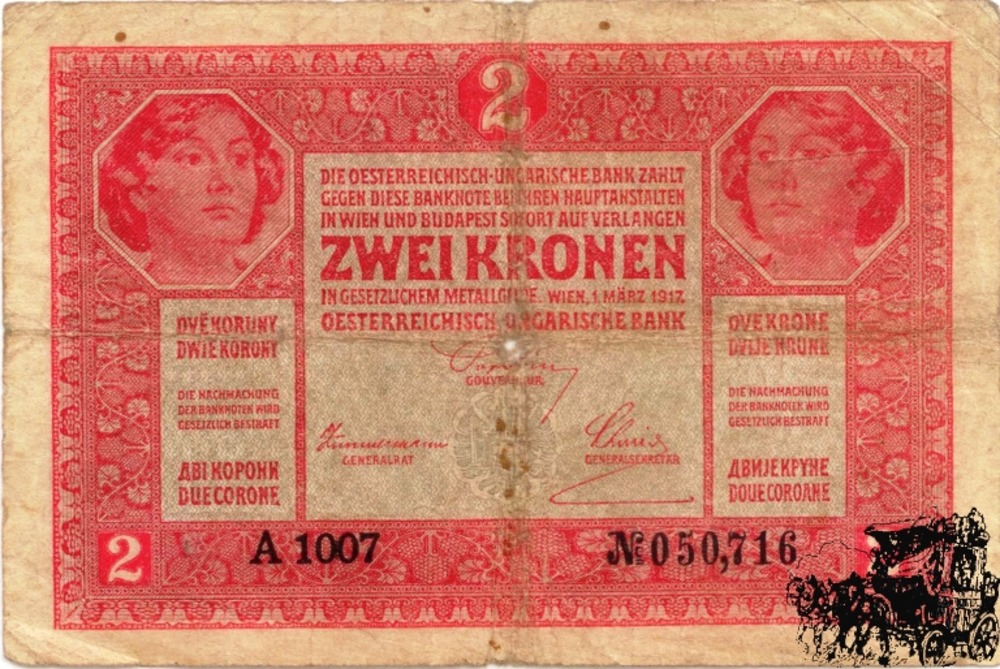 2
DIE OESTERREICHISCH-UNGARISCHE BANK ZAHLT
GEGEN DIESE BANKNOTE BEI IHREN HAUPTANSTALTEN
IN WIEN UND BUDAPEST SOFORT AUF VERLANGEN
ZWEI KRONEN
IN GESETZLICHEM METALLGELDE. WIEN, 1. MÄRZ 1917.
OESTERREICHISCH-UNGARISCHE BANK
GOUVERNEUR.
GENERALRAT
GENERALSEKRETÄR
DVĚ KORUNY
DWIE KORONY
DIE NACHMACHUNG
DER BANKNOTEN WIRD
GESETZLICH BESTRAFT
ДВІ КОРОНИ
DUE CORONE
DVE KRONE
DVIJE KRUNE
DIE NACHMACHUNG
DER BANKNOTEN WIRD
GESETZLICH BESTRAFT
ДВИЈЕ КРУНЕ
DOUE COROANE
2
A 1007
№ 050,716